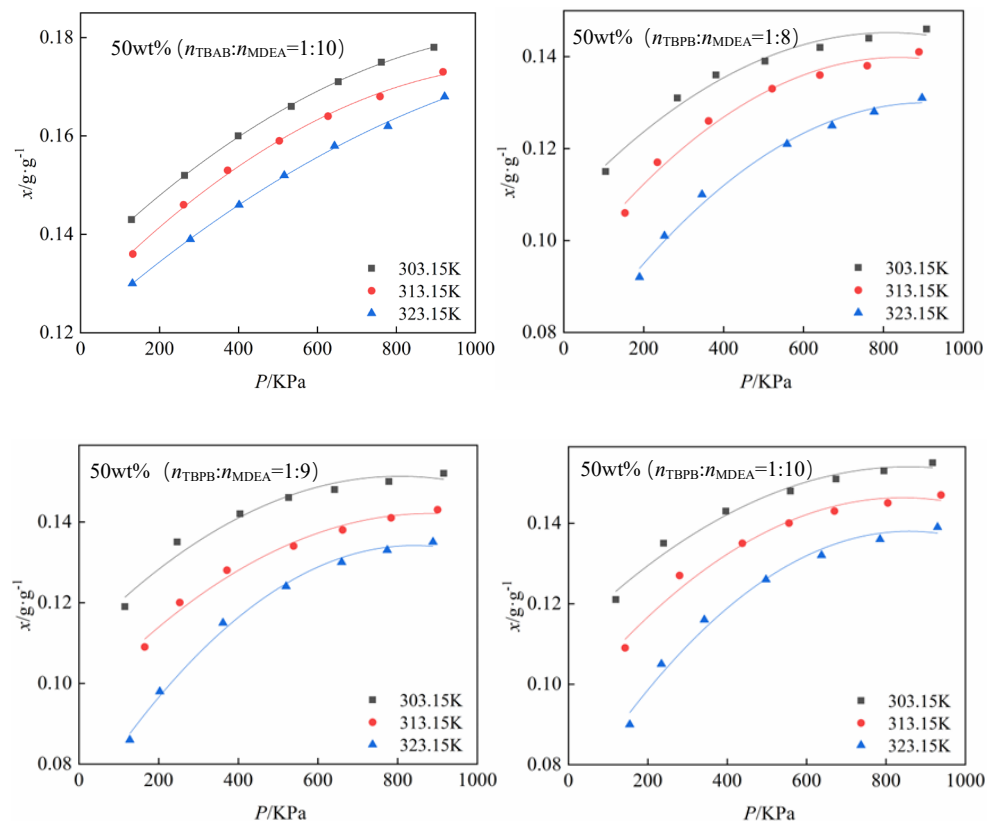 50wt% (nTBAB:nMDEA=1:10)
0.18
0.16
0.14
0.12
x/g·g-1
303.15K
313.15K
323.15K
0 200 400 600 800 1000
P/KPa
50wt% (nTBPB:nMDEA=1:8)
0.14
0.12
0.10
0.08
x/g·g-1
303.15K
313.15K
323.15K
0 200 400 600 800 1000
P/KPa
50wt% (nTBPB:nMDEA=1:9)
0.14
0.12
0.10
0.08
x/g·g-1
303.15K
313.15K
323.15K
0 200 400 600 800 1000
P/KPa
50wt% (nTBPB:nMDEA=1:10)
0.14
0.12
0.10
0.08
x/g·g-1
303.15K
313.15K
323.15K
0 200 400 600 800 1000
P/KPa